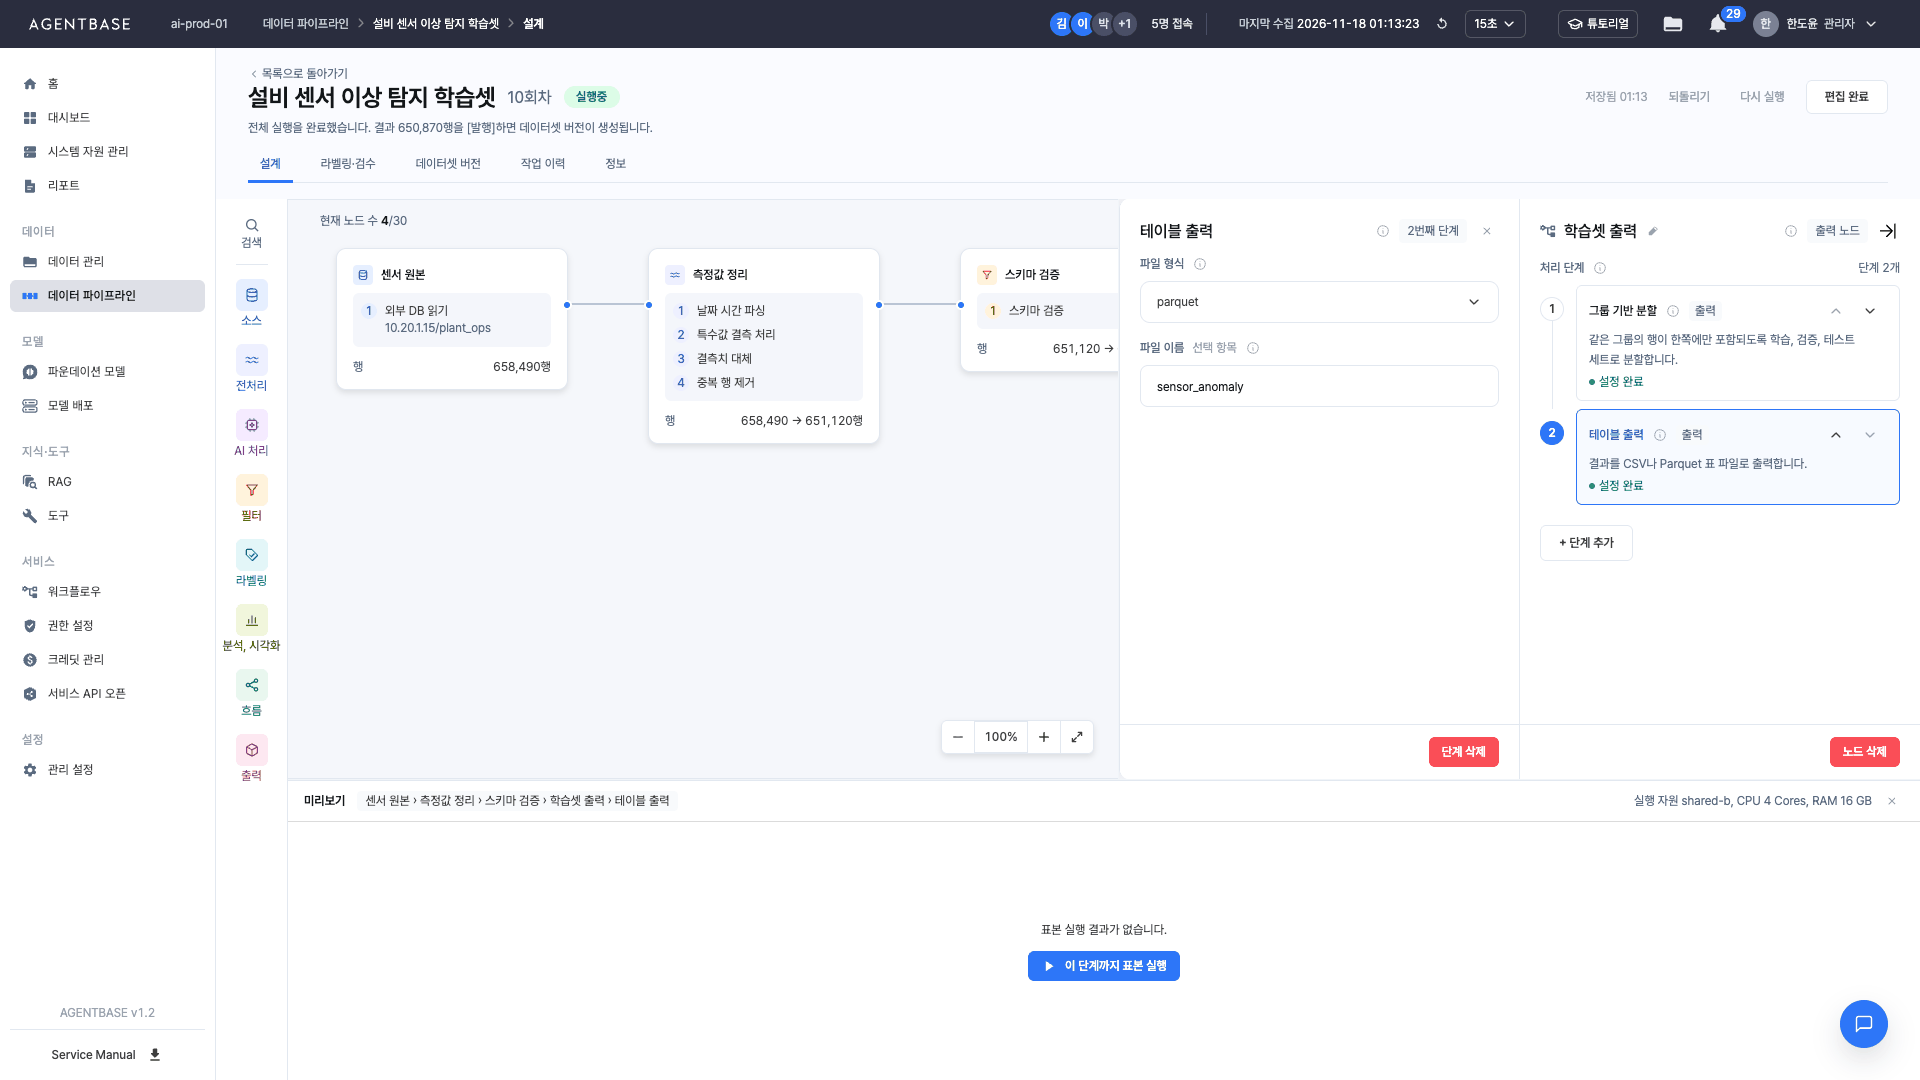 AGENTBASE
ai-prod-01
데이터 파이프라인 > 설비 센서 이상 탐지 학습셋 > 설계
김 이 박 +1 5명 접속
마지막 수집 2026-11-18 01:13:23
15초
튜토리얼
29
한 한도윤 관리자
홈
대시보드
시스템 자원 관리
리포트
데이터
데이터 관리
데이터 파이프라인
모델
파운데이션 모델
모델 배포
지식·도구
RAG
도구
서비스
워크플로우
권한 설정
크레딧 관리
서비스 API 오픈
설정
관리 설정
AGENTBASE v1.2
Service Manual
목록으로 돌아가기
설비 센서 이상 탐지 학습셋 10회차 실행중
전체 실행을 완료했습니다. 결과 650,870행을 [발행]하면 데이터셋 버전이 생성됩니다.
저장됨 01:13 되돌리기 다시 실행 편집 완료
설계 라벨링·검수 데이터셋 버전 작업 이력 정보
검색
소스
전처리
AI 처리
필터
라벨링
분석, 시각화
흐름
출력
현재 노드 수 4/30
센서 원본
1 외부 DB 읽기
10.20.1.15/plant_ops
행 658,490행
측정값 정리
1 날짜 시간 파싱
2 특수값 결측 처리
3 결측치 대체
4 중복 행 제거
행 658,490 → 651,120행
스키마 검증
1 스키마 검증
행 651,120 →
100%
테이블 출력 2번째 단계
파일 형식
parquet
파일 이름 선택 항목
sensor_anomaly
단계 삭제
학습셋 출력 출력 노드
처리 단계 단계 2개
1 그룹 기반 분할 출력
같은 그룹의 행이 한쪽에만 포함되도록 학습, 검증, 테스트
세트로 분할합니다.
설정 완료
2 테이블 출력 출력
결과를 CSV나 Parquet 표 파일로 출력합니다.
설정 완료
+ 단계 추가
노드 삭제
미리보기 센서 원본 › 측정값 정리 › 스키마 검증 › 학습셋 출력 › 테이블 출력
실행 자원 shared-b, CPU 4 Cores, RAM 16 GB
표본 실행 결과가 없습니다.
이 단계까지 표본 실행